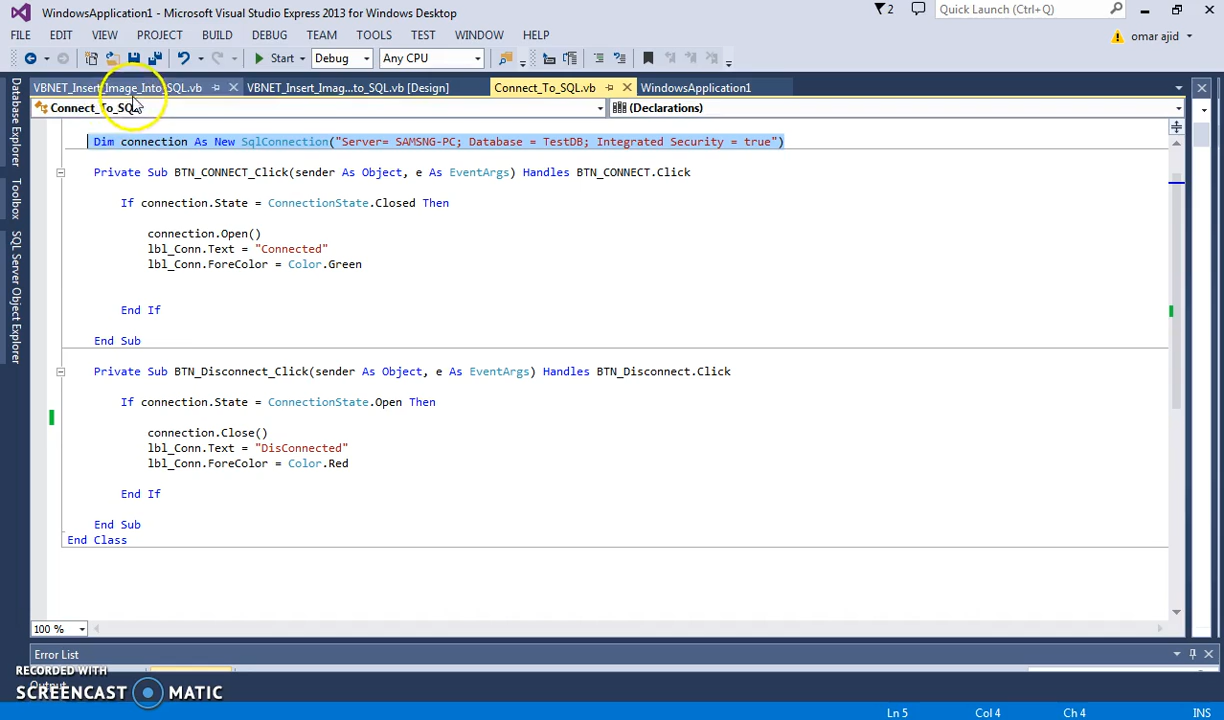 WindowsApplication1 - Microsoft Visual Studio Express 2013 for Windows Desktop
2
Quick Launch (Ctrl+Q)
FILE EDIT VIEW PROJECT BUILD DEBUG TEAM TOOLS TEST WINDOW HELP
omar ajid
Start Debug Any CPU
VBNET_Insert_Image_Into_SQL.vb VBNET_Insert_Imag...to_SQL.vb [Design] Connect_To_SQL.vb WindowsApplication1
Connect_To_SQL (Declarations)
Database Explorer
Toolbox
SQL Server Object Explorer
Dim connection As New SqlConnection("Server= SAMSNG-PC; Database = TestDB; Integrated Security = true")
Private Sub BTN_CONNECT_Click(sender As Object, e As EventArgs) Handles BTN_CONNECT.Click
If connection.State = ConnectionState.Closed Then
connection.Open()
lbl_Conn.Text = "Connected"
lbl_Conn.ForeColor = Color.Green
End If
End Sub
Private Sub BTN_Disconnect_Click(sender As Object, e As EventArgs) Handles BTN_Disconnect.Click
If connection.State = ConnectionState.Open Then
connection.Close()
lbl_Conn.Text = "DisConnected"
lbl_Conn.ForeColor = Color.Red
End If
End Sub
End Class
100 %
Error List
Output
RECORDED WITH
SCREENCAST MATIC
Ln 5 Col 4 Ch 4 INS